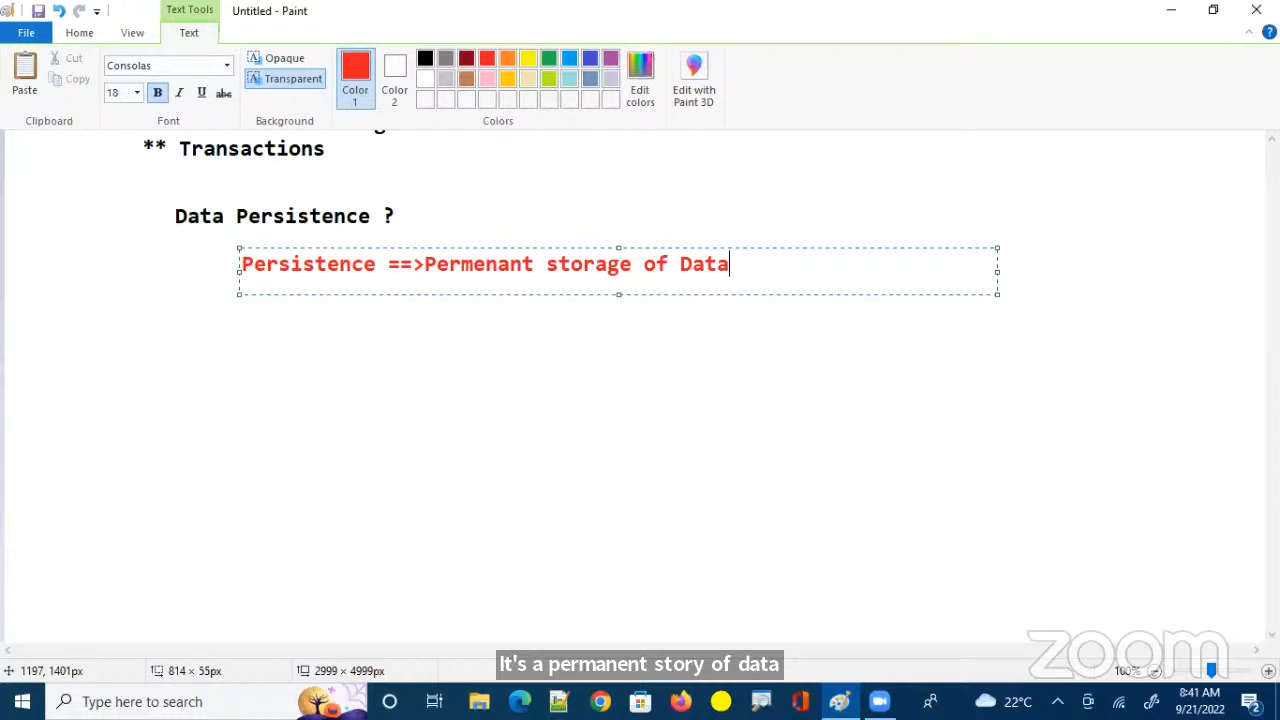 Text Tools
Untitled - Paint
File
Home
View
Text
Paste
Cut
Copy
Clipboard
Consolas
18
B
I
U
abc
Font
Opaque
Transparent
Background
Color 1
Color 2
Edit colors
Colors
Edit with Paint 3D
** Transactions
Data Persistence ?
Persistence ==>Permenant storage of Data
zoom
It's a permanent story of data
1197, 1401px
814 × 55px
2999 × 4999px
100%
Type here to search
22°C
8:41 AM
9/21/2022
2